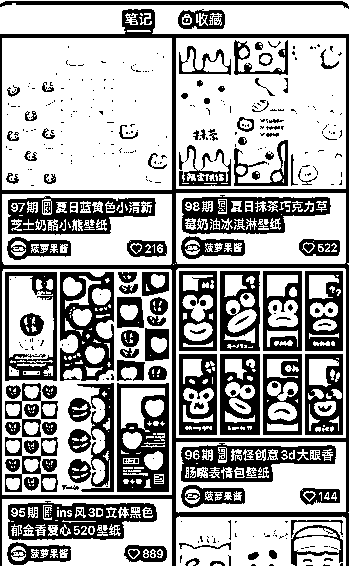 笔记
收藏
97期 夏日蓝黄色小清新
芝士奶酪小熊壁纸
菠萝果酱
216
抹茶
98期 夏日抹茶巧克力草
莓奶油冰淇淋壁纸
菠萝果酱
522
95期 ins风3D立体黑色
郁金香爱心520壁纸
菠萝果酱
889
96期 搞怪创意3d大眼香
肠嘴表情包壁纸
菠萝果酱
144